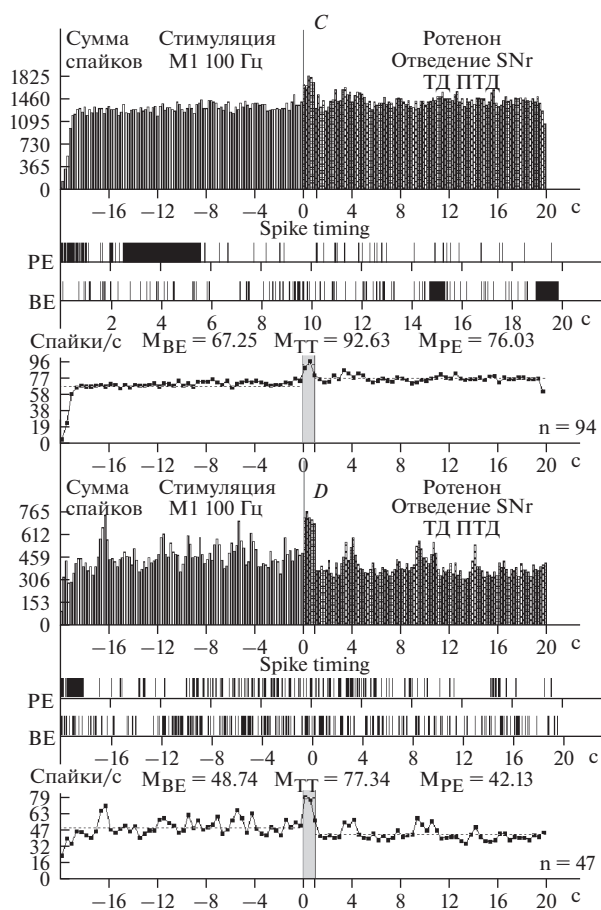 C
Сумма Стимуляция Ротенон
спайков М1 100 Гц Отведение SNr
ТД ПТД
1825
1460
1095
730
365
0
−16 −12 −8 −4 0 4 8 12 16 20 с
Spike timing
PE
BE
2 4 6 8 10 12 14 16 18 с
Спайки/с M_BE = 67.25 M_TT = 92.63 M_PE = 76.03
96
77
58
38
19
0
n = 94
−16 −12 −8 −4 0 4 8 12 16 20 с
D
Сумма Стимуляция Ротенон
спайков М1 100 Гц Отведение SNr
ТД ПТД
765
612
459
306
153
0
−16 −12 −8 −4 0 4 8 12 16 20 с
Spike timing
PE
BE
−16 −12 −8 −4 0 4 8 12 16 20 с
Спайки/с M_BE = 48.74 M_TT = 77.34 M_PE = 42.13
79
63
47
32
16
0
n = 47
−16 −12 −8 −4 0 4 8 12 16 20 с